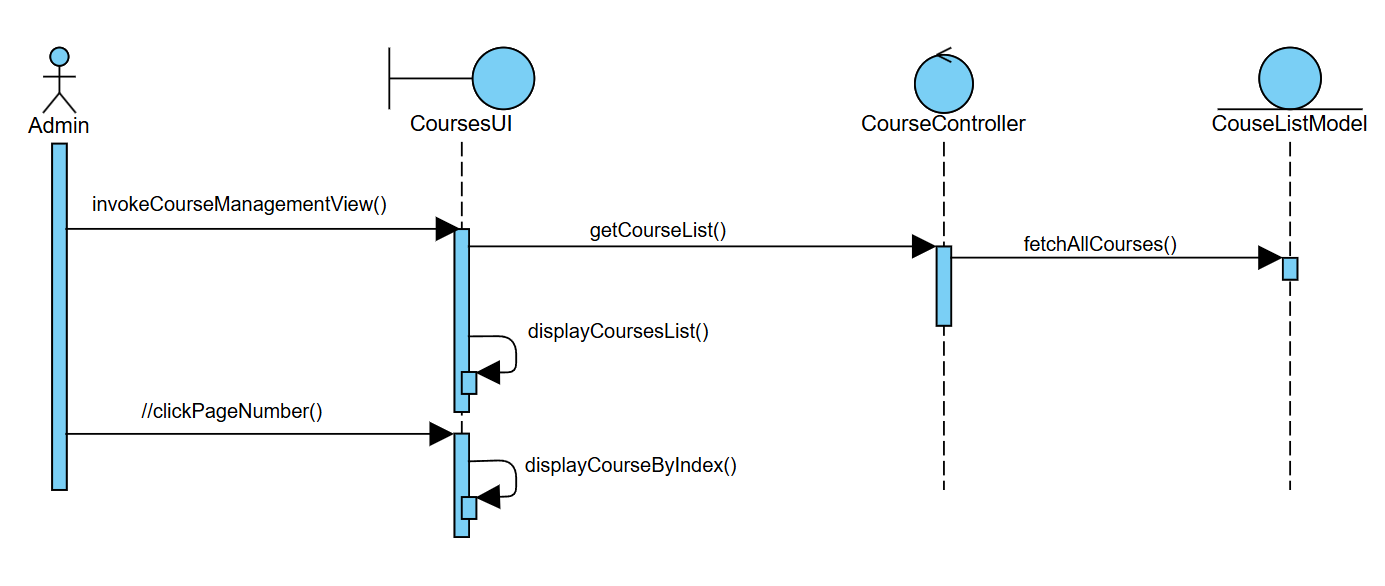 Admin
CoursesUI
CourseController
CouseListModel
invokeCourseManagementView()
getCourseList()
fetchAllCourses()
displayCoursesList()
//clickPageNumber()
displayCourseByIndex()